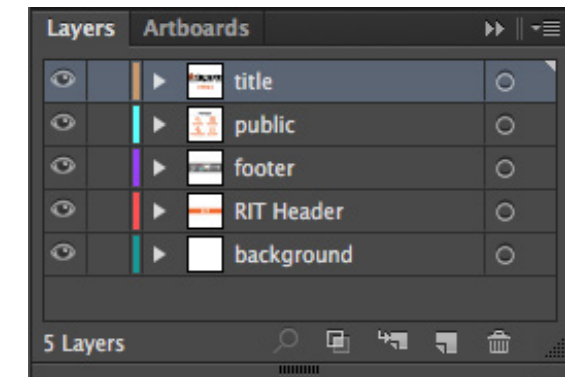 Layers Artboards
title
public
footer
RIT Header
background
5 Layers